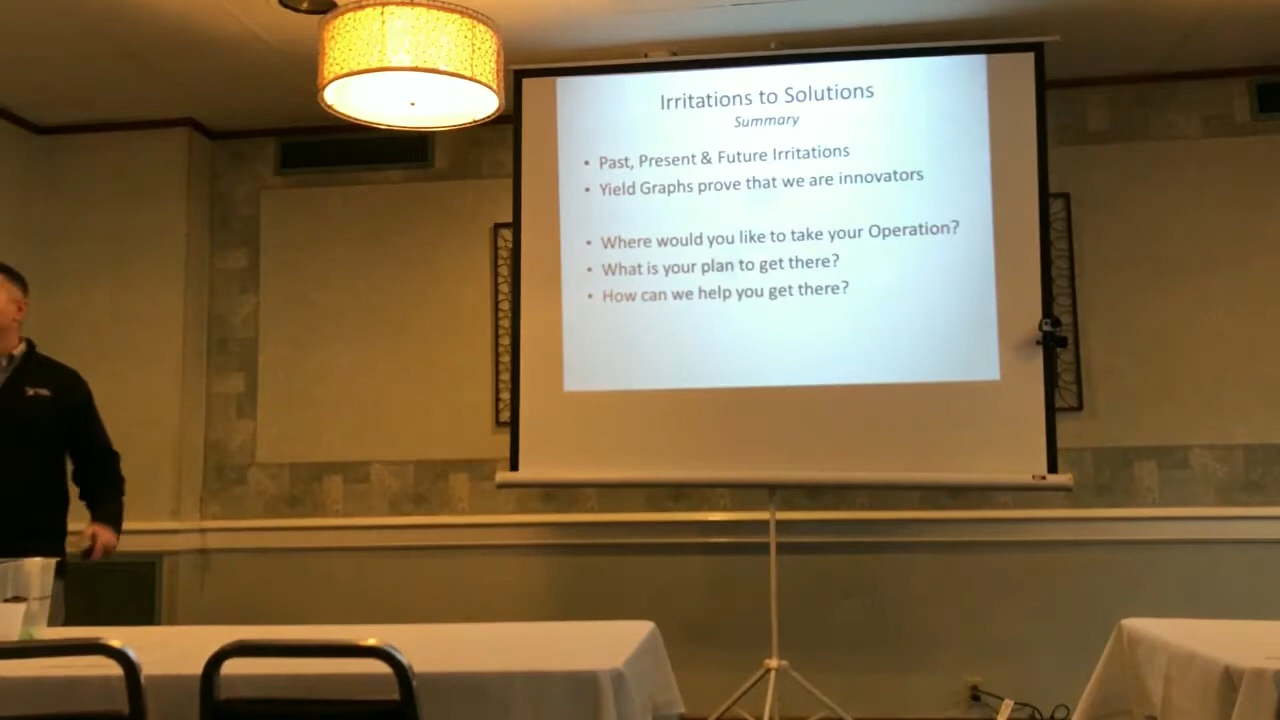 Irritations to Solutions
Summary
• Past, Present & Future Irritations
• Yield Graphs prove that we are innovators
• Where would you like to take your Operation?
• What is your plan to get there?
• How can we help you get there?